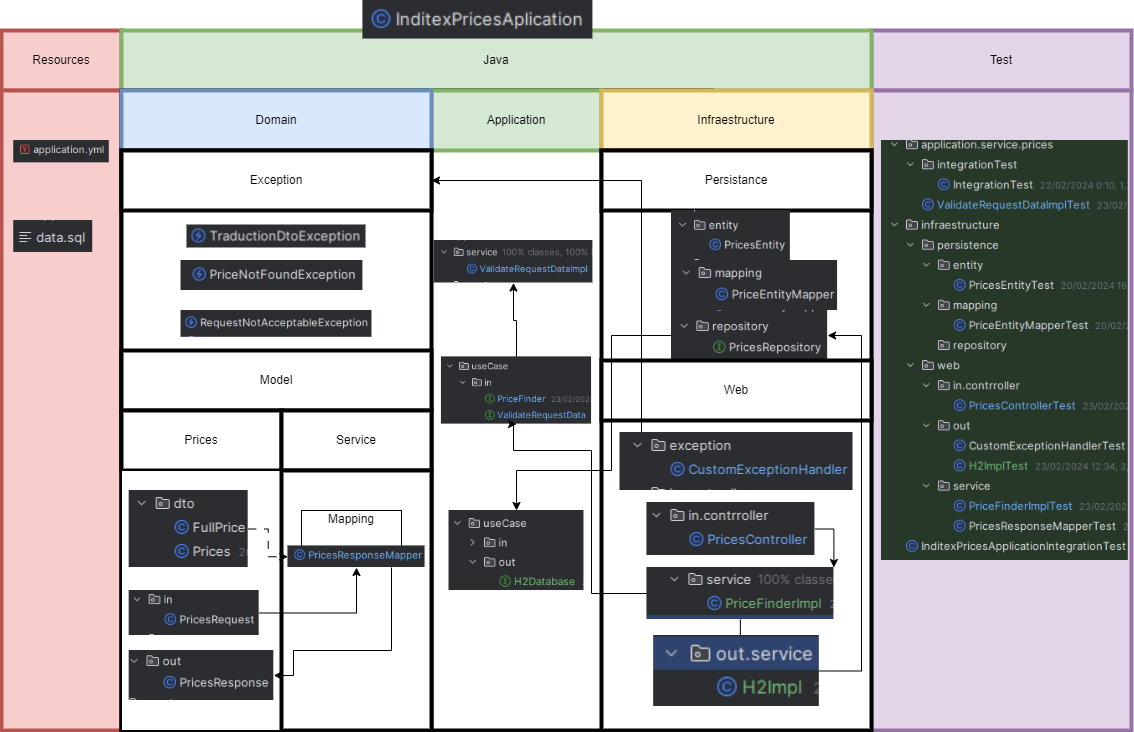 InditexPricesAplication
Resources
Java
Test
Domain
Application
Infraestructure
application.yml
data.sql
Exception
TraductionDtoException
PriceNotFoundException
RequestNotAcceptableException
Model
Prices
Service
dto
FullPrice
Prices
in
PricesRequest
out
PricesResponse
Mapping
PricesResponseMapper
service 100% classes, 100%
ValidateRequestDataImpl
useCase
in
PriceFinder 23/02/202
ValidateRequestData
useCase
in
out
H2Database
Persistance
entity
PricesEntity
mapping
PriceEntityMapper
repository
PricesRepository
Web
exception
CustomExceptionHandler
in.contrroller
PricesController
service 100% classe
PriceFinderImpl
out.service
H2Impl
application.service.prices
integrationTest
IntegrationTest 22/02/2024 0:10, 1,
ValidateRequestDataImplTest 23/02/
infraestructure
persistence
entity
PricesEntityTest 20/02/2024 16
mapping
PriceEntityMapperTest 20/02/
repository
web
in.contrroller
PricesControllerTest 23/02/202
out
CustomExceptionHandlerTest
H2ImplTest 23/02/2024 12:34, 3,
service
PriceFinderImplTest 23/02/202
PricesResponseMapperTest 2
InditexPricesApplicationIntegrationTest